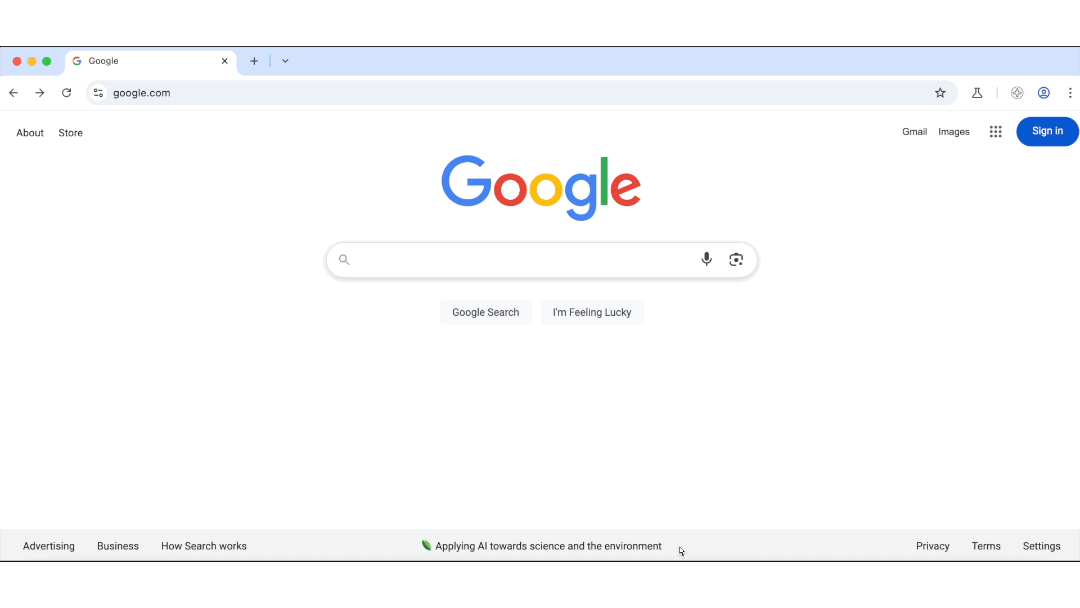 Google
google.com
About Store
Gmail Images Sign in
Google
Google Search I'm Feeling Lucky
Advertising Business How Search works Applying AI towards science and the environment Privacy Terms Settings